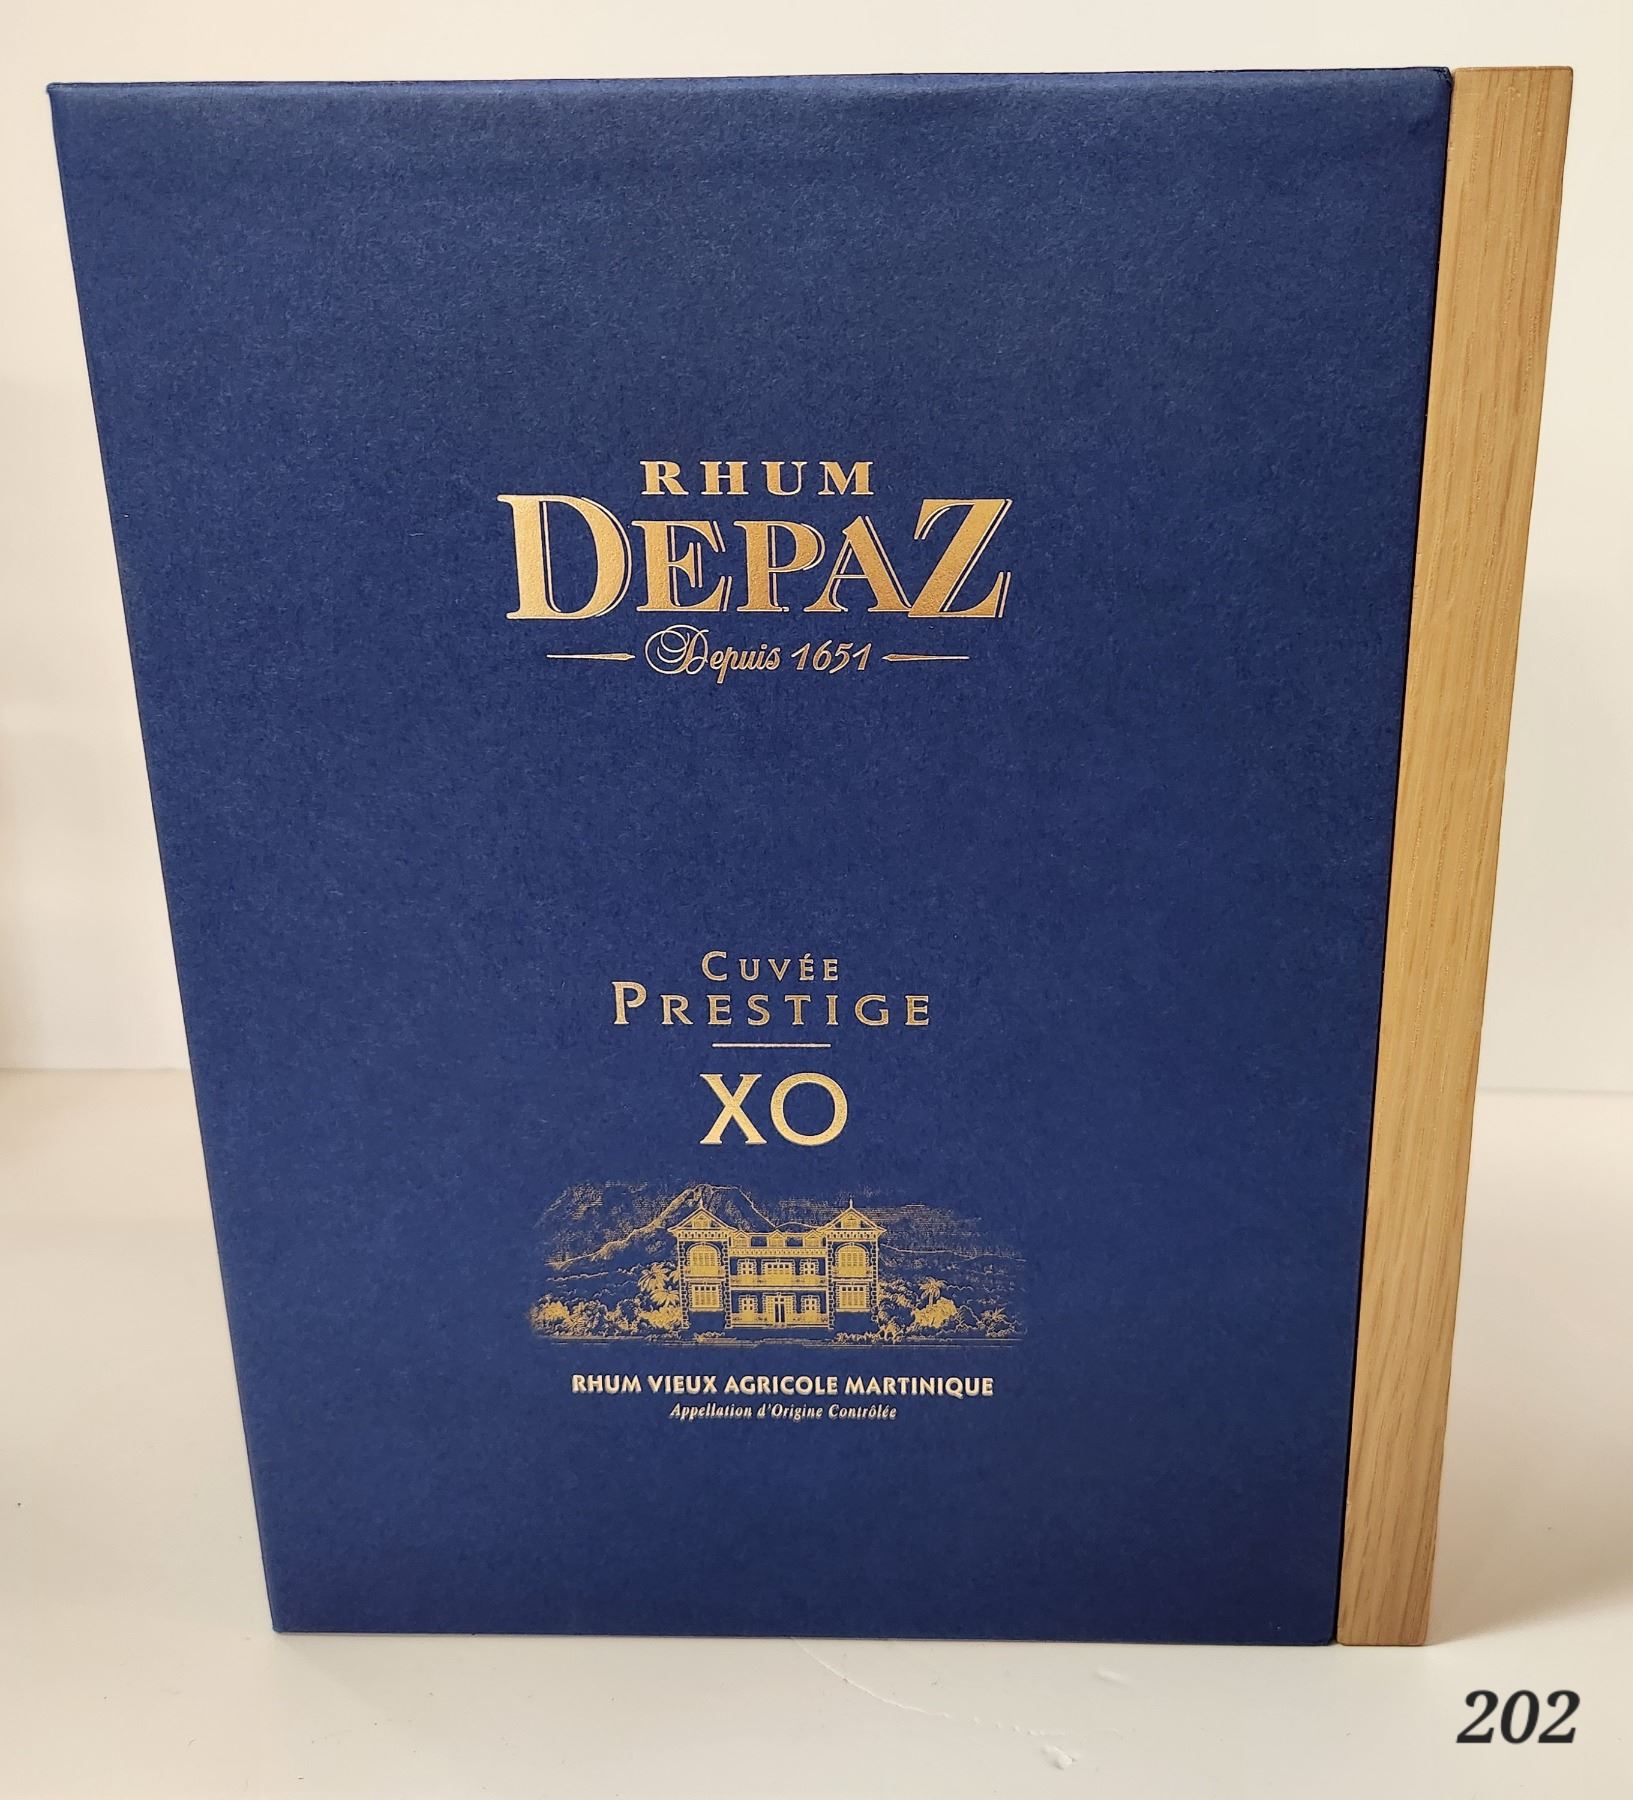 RHUM
DEPAZ
Depuis 1651
CUVÉE
PRESTIGE
XO
RHUM VIEUX AGRICOLE MARTINIQUE
Appellation d'Origine Contrôlée
202